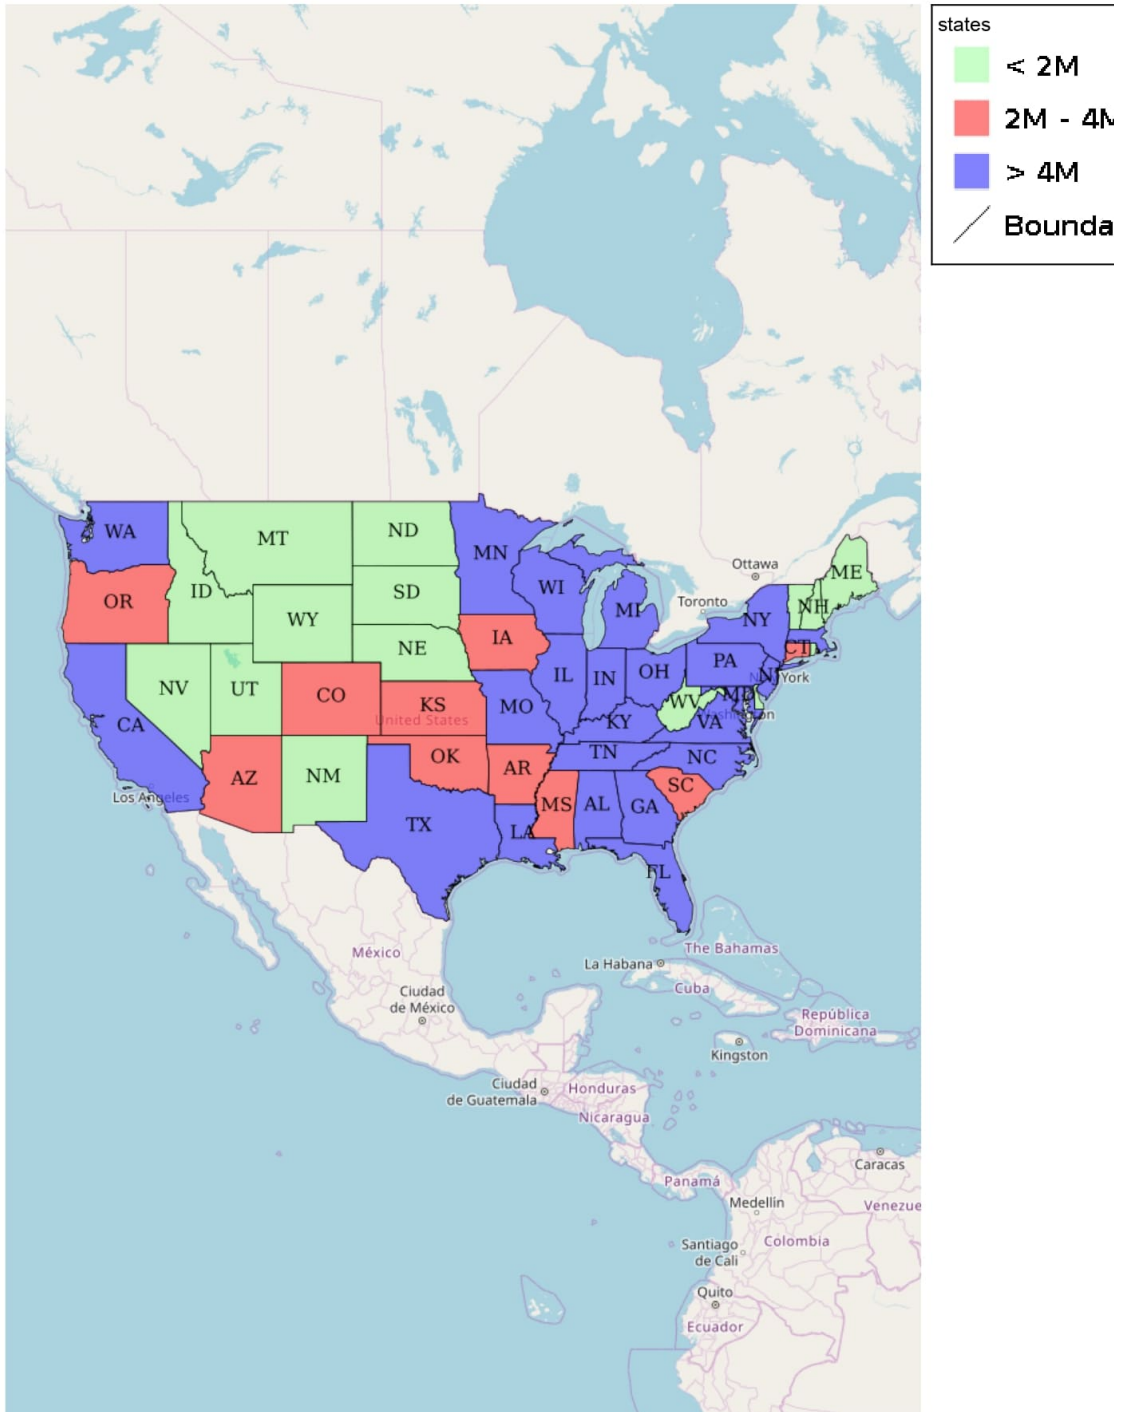 states
< 2M
2M - 4M
> 4M
Bounda
WA
MT
ND
MN
OR
ID
SD
WI
MI
Ottawa
ME
Toronto
NH
NY
WY
IA
NE
CT
NV
UT
CO
KS
United States
IL
IN
OH
PA
NJ
York
MO
WV
MD
Washington
VA
KY
CA
TN
NC
OK
AR
AZ
NM
SC
MS
AL
GA
Los Angeles
TX
LA
FL
The Bahamas
México
La Habana
Cuba
Ciudad
de México
República
Dominicana
Kingston
Ciudad
de Guatemala
Honduras
Nicaragua
Caracas
Panamá
Medellín
Venezue
Santiago
de Cali
Colombia
Quito
Ecuador